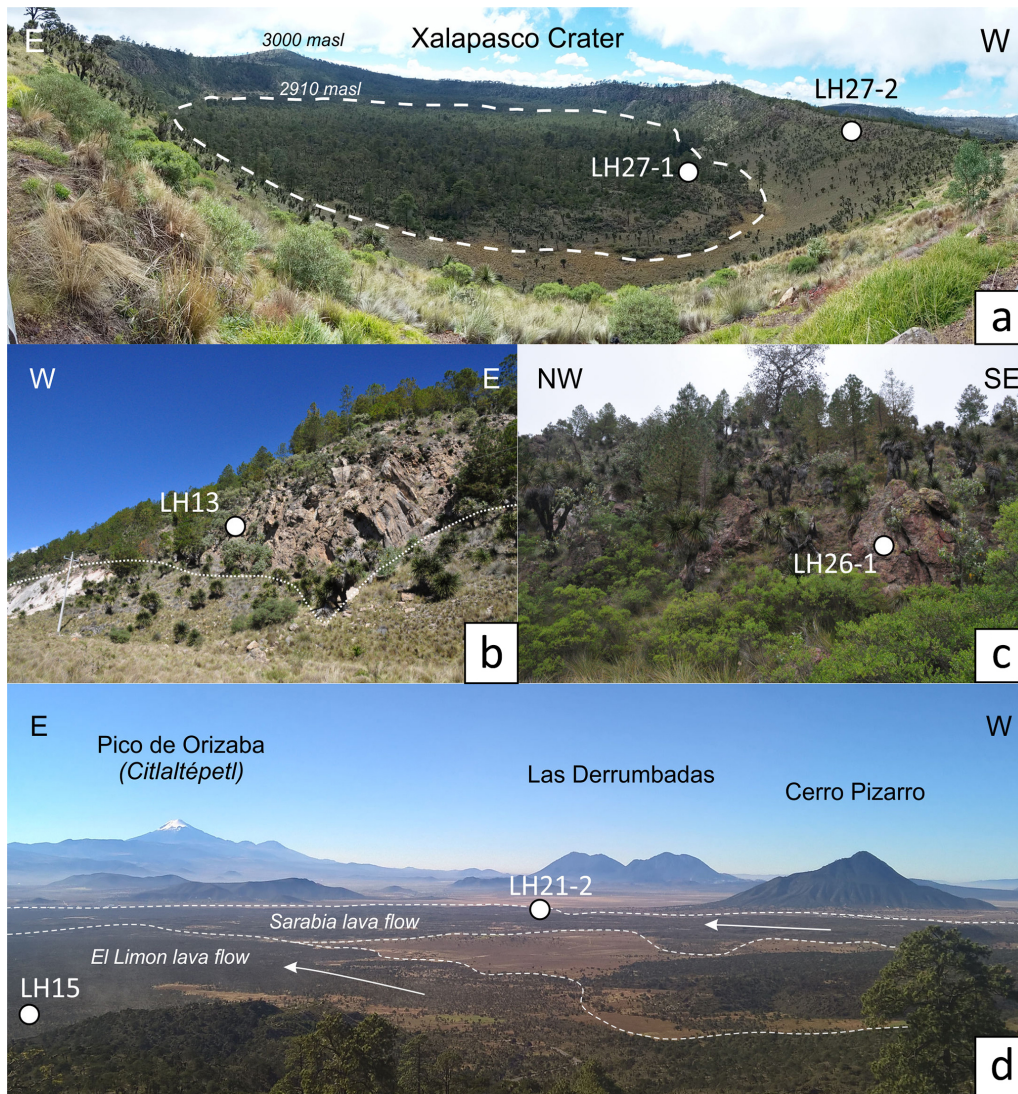 E
3000 masl
Xalapasco Crater
W
2910 masl
LH27-2
LH27-1
a
W
E
LH13
b
NW
SE
LH26-1
c
E
W
Pico de Orizaba
(Citlaltépetl)
Las Derrumbadas
Cerro Pizarro
LH21-2
Sarabia lava flow
El Limon lava flow
LH15
d